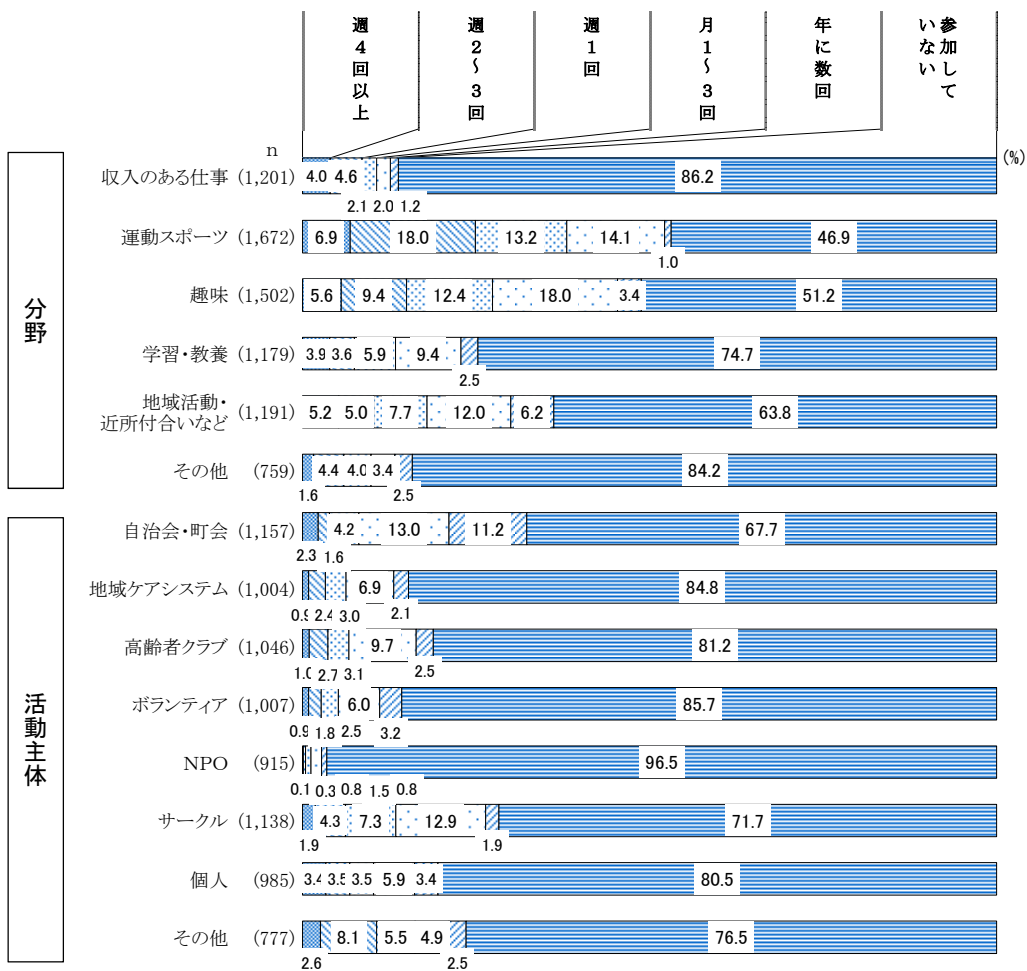 週4回以上
週2～3回
週1回
月1～3回
年に数回
参加して
いない
n
(%)
分野
収入のある仕事 (1,201) 4.0 4.6 86.2
2.1 2.0 1.2
運動スポーツ (1,672) 6.9 18.0 13.2 14.1 46.9
1.0
趣味 (1,502) 5.6 9.4 12.4 18.0 3.4 51.2
学習・教養 (1,179) 3.9 3.6 5.9 9.4 74.7
2.5
地域活動・
近所付合いなど (1,191) 5.2 5.0 7.7 12.0 6.2 63.8
その他 (759) 4.4 4.0 3.4 84.2
1.6 2.5
活動主体
自治会・町会 (1,157) 4.2 13.0 11.2 67.7
2.3 1.6
地域ケアシステム (1,004) 6.9 84.8
0.9 2.4 3.0 2.1
高齢者クラブ (1,046) 9.7 81.2
1.0 2.7 3.1 2.5
ボランティア (1,007) 6.0 85.7
0.9 1.8 2.5 3.2
NPO (915) 96.5
0.1 0.3 0.8 1.5 0.8
サークル (1,138) 4.3 7.3 12.9 71.7
1.9 1.9
個人 (985) 3.4 3.5 3.5 5.9 3.4 80.5
その他 (777) 8.1 5.5 4.9 76.5
2.6 2.5